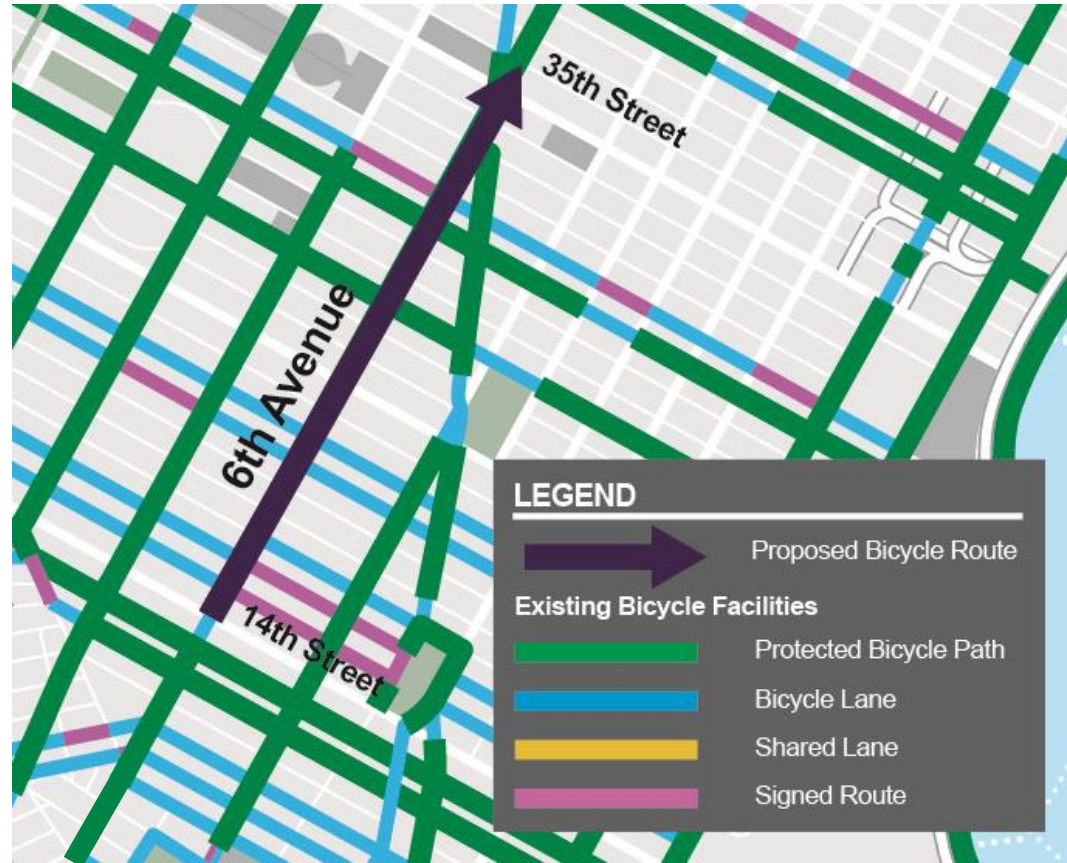 35th Street
6th Avenue
14th Street
LEGEND
Proposed Bicycle Route
Existing Bicycle Facilities
Protected Bicycle Path
Bicycle Lane
Shared Lane
Signed Route